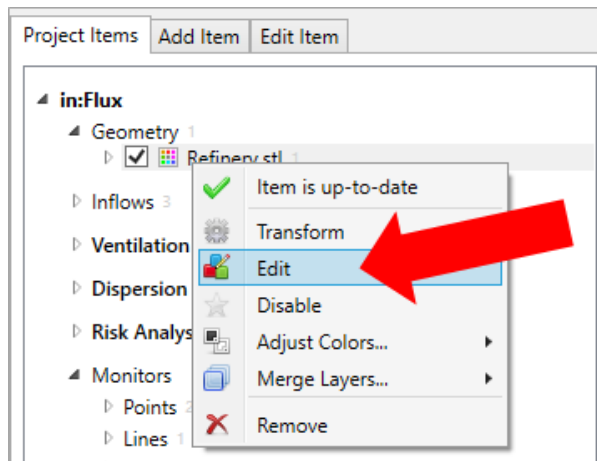 Project Items Add Item Edit Item
in:Flux
Geometry 1
Refinery.stl 1
Item is up-to-date
Inflows 3
Transform
Ventilation
Edit
Dispersion
Disable
Risk Analys
Adjust Colors...
Monitors
Merge Layers...
Points 2
Remove
Lines 1